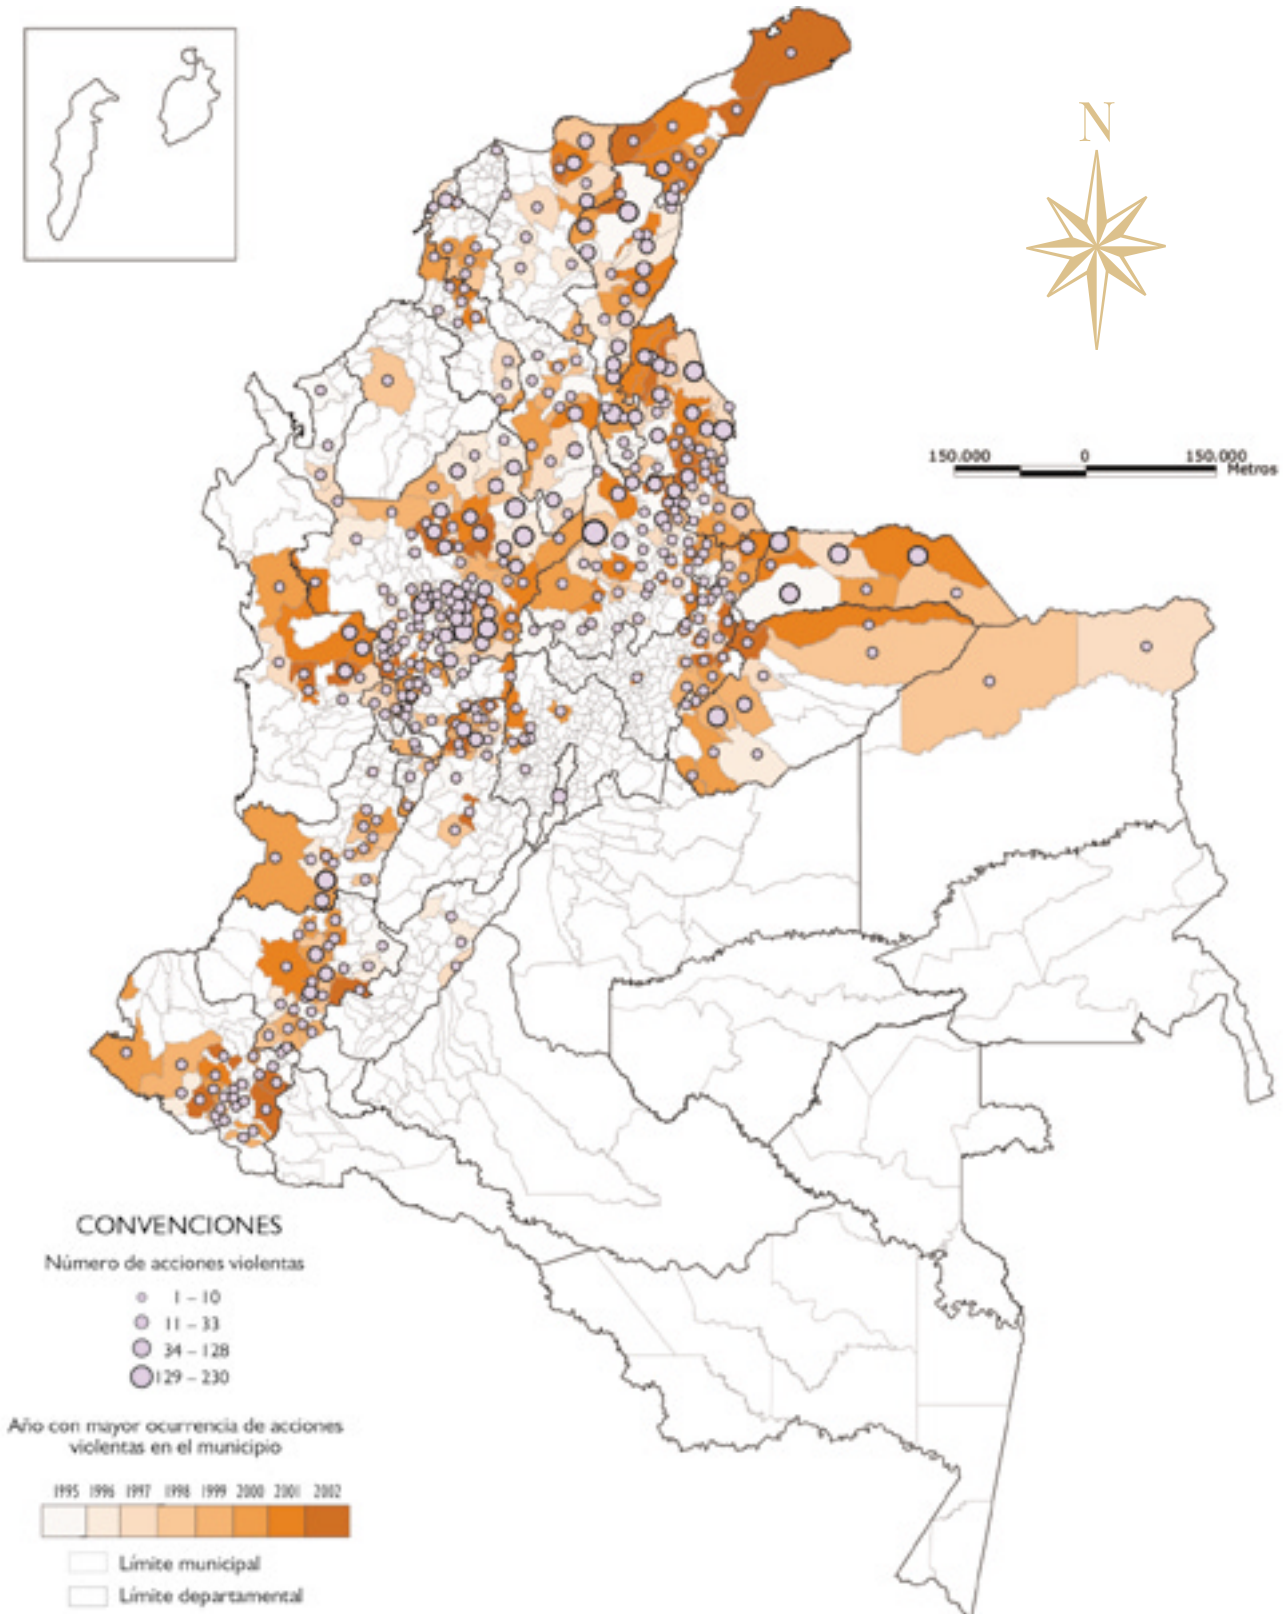 N
150.000 0 150.000
Metros
CONVENCIONES
Número de acciones violentas
1 – 10
11 – 33
34 – 128
129 – 230
Año con mayor ocurrencia de acciones
violentas en el municipio
1995 1996 1997 1998 1999 2000 2001 2002
Límite municipal
Límite departamental